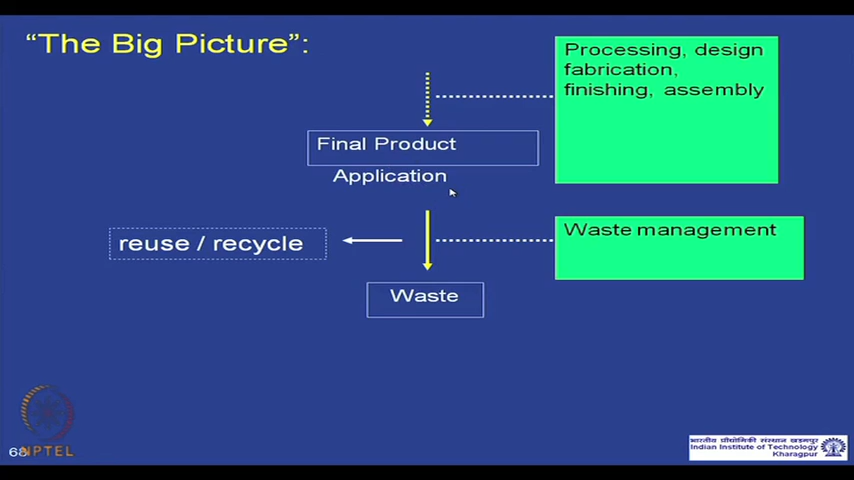 “The Big Picture”:
Processing, design
fabrication,
finishing, assembly
Final Product
Application
Waste management
reuse / recycle
Waste
68
NPTEL
भारतीय प्रौद्योगिकी संस्थान खड़गपुर
Indian Institute of Technology
Kharagpur